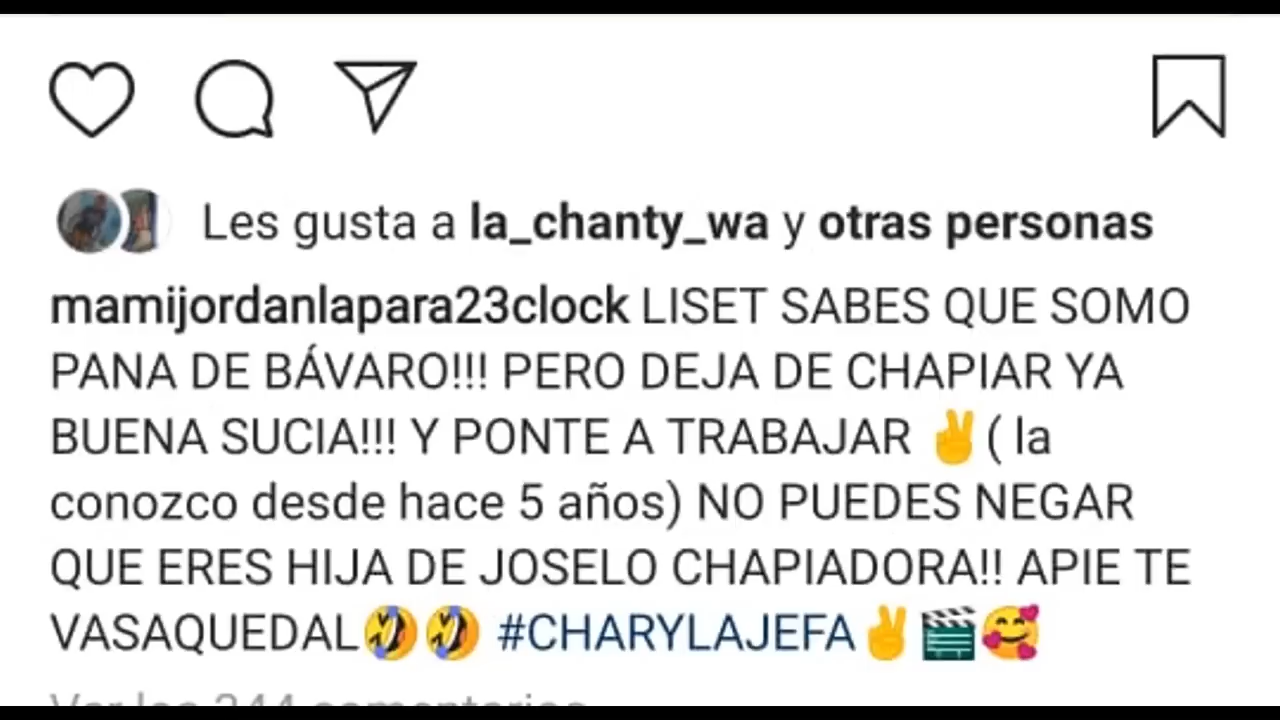 Les gusta a la_chanty_wa y otras personas
mamijordanlapara23clock LISET SABES QUE SOMO
PANA DE BÁVARO!!! PERO DEJA DE CHAPIAR YA
BUENA SUCIA!!! Y PONTE A TRABAJAR ✌️( la
conozco desde hace 5 años) NO PUEDES NEGAR
QUE ERES HIJA DE JOSELO CHAPIADORA!! APIE TE
VASAQUEDAL🤣🤣 #CHARYLAJEFA✌️🎬🥰
Ver los 244 comentarios